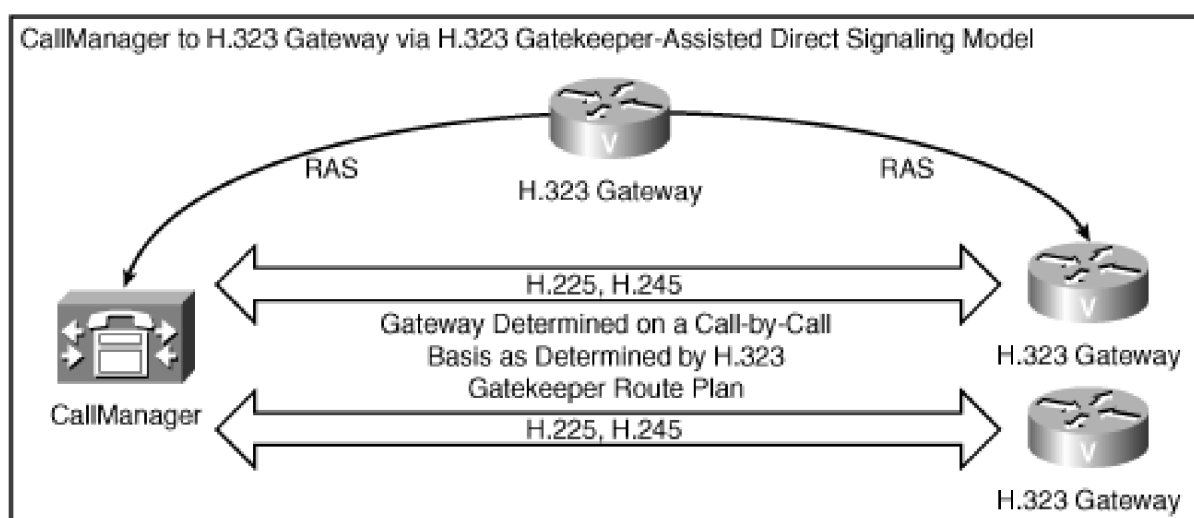 CallManager to H.323 Gateway via H.323 Gatekeeper-Assisted Direct Signaling Model
V
RAS
RAS
H.323 Gateway
H.225, H.245
V
Gateway Determined on a Call-by-Call
Basis as Determined by H.323
Gatekeeper Route Plan
H.323 Gateway
CallManager
H.225, H.245
V
H.323 Gateway